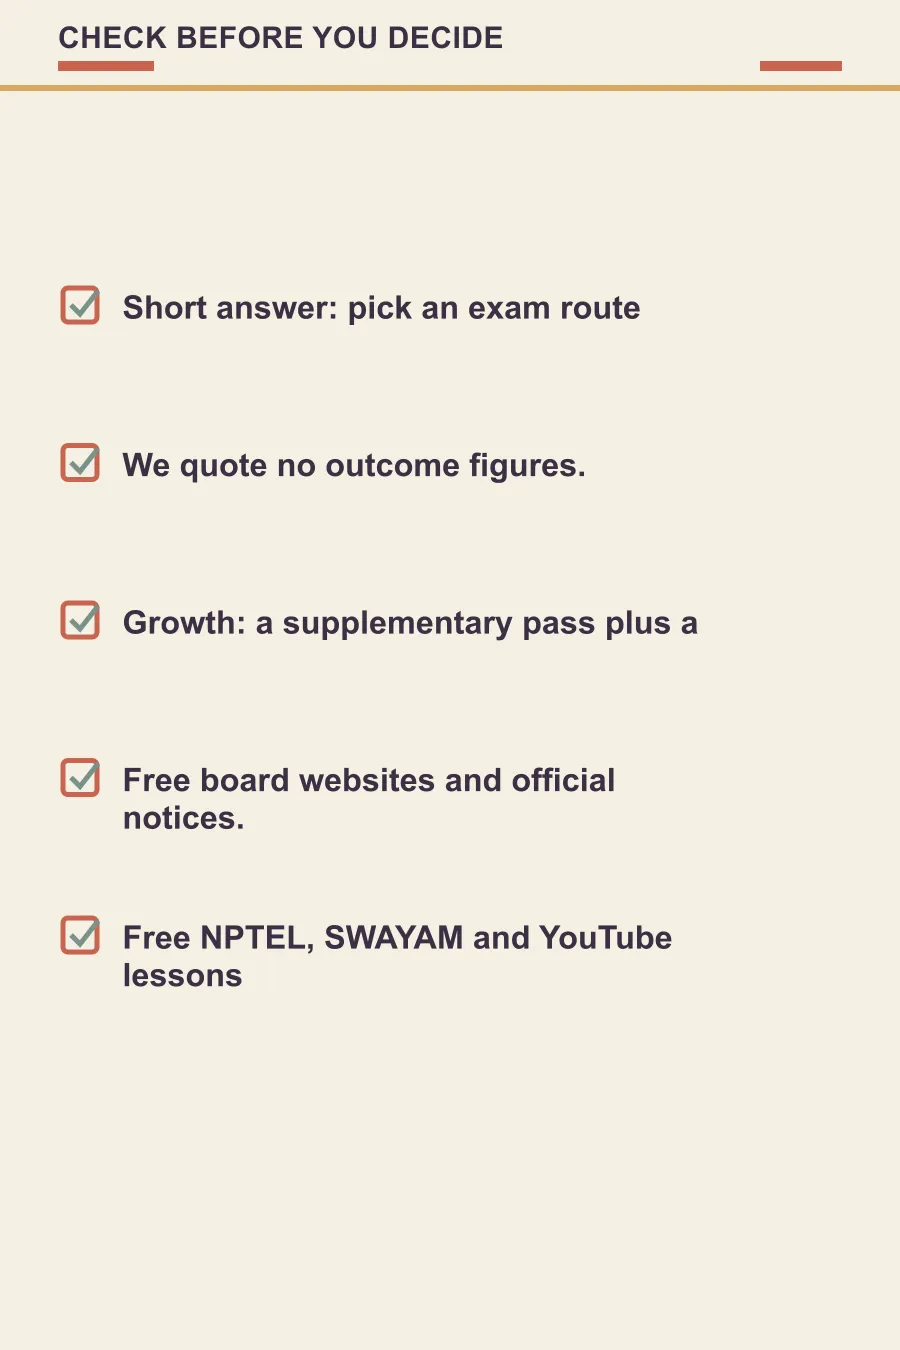 CHECK BEFORE YOU DECIDE
Short answer: pick an exam route
We quote no outcome figures.
Growth: a supplementary pass plus a
Free board websites and official
notices.
Free NPTEL, SWAYAM and YouTube
lessons